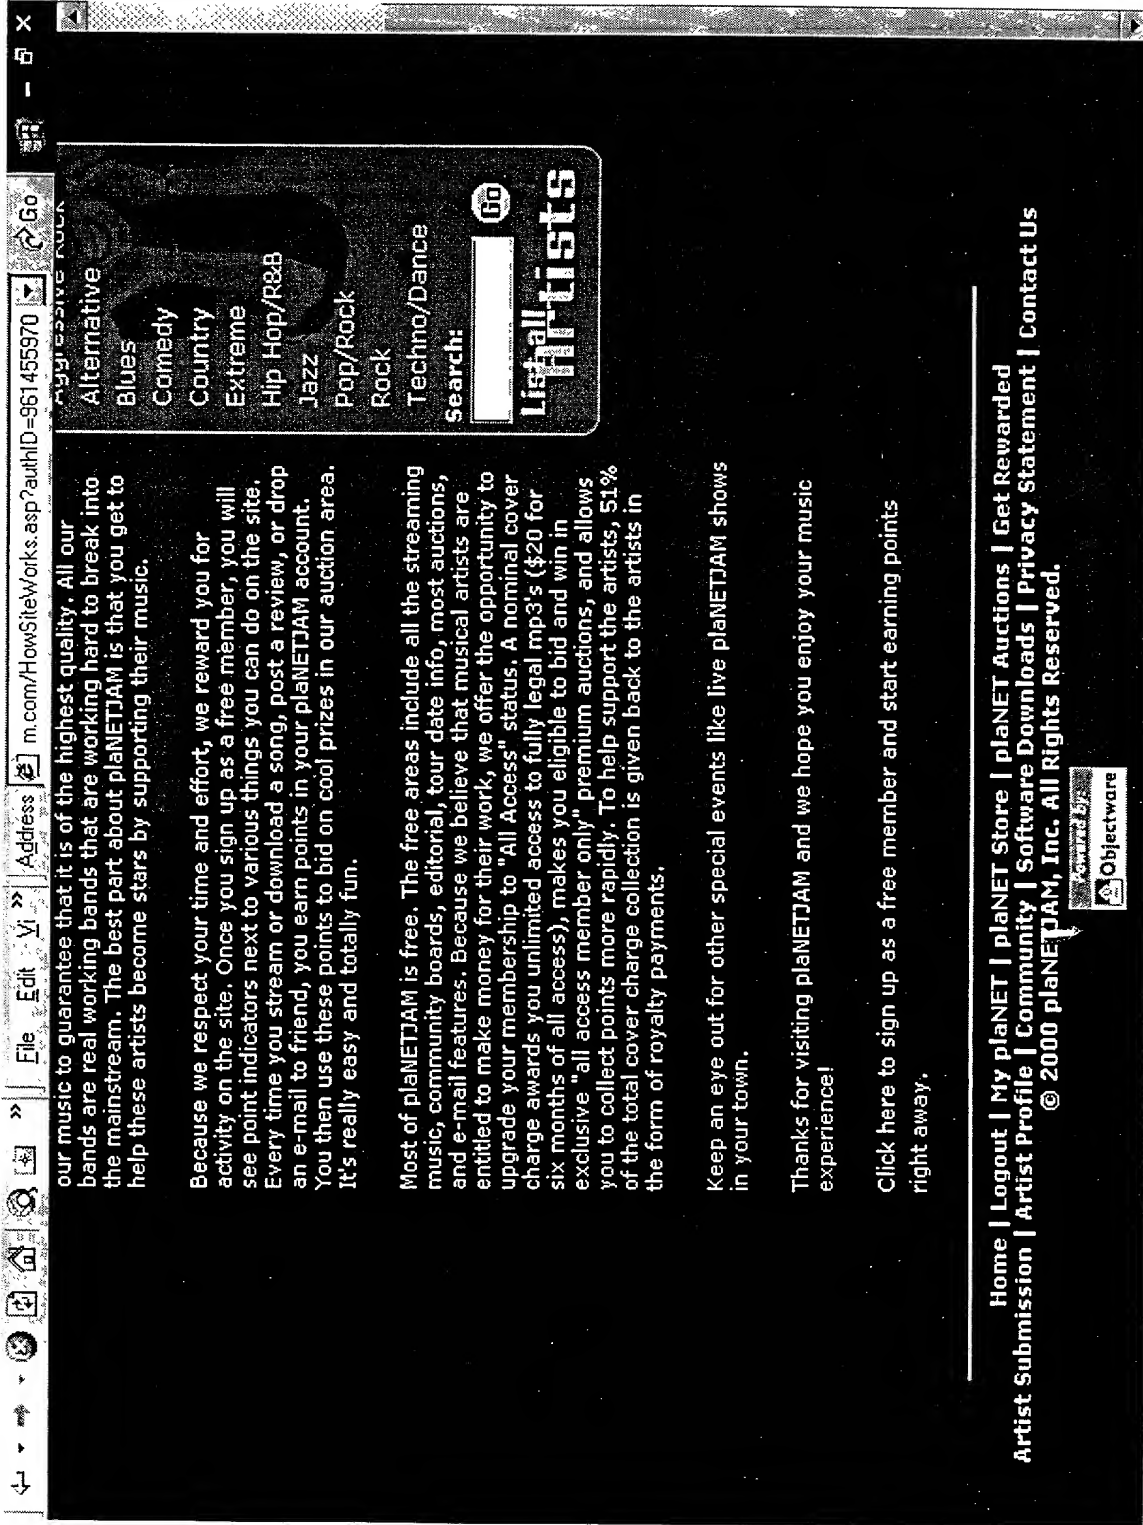 File Edit Vi » Address m.com/HowSiteWorks.asp?authID=961455970 Go
our music to guarantee that it is of the highest quality. All our
bands are real working bands that are working hard to break into
the mainstream. The best part about plaNETJAM is that you get to
help these artists become stars by supporting their music.
Because we respect your time and effort, we reward you for
activity on the site. Once you sign up as a free member, you will
see point indicators next to various things you can do on the site.
Every time you stream or download a song, post a review, or drop
an e-mail to friend, you earn points in your plaNETJAM account.
You then use these points to bid on cool prizes in our auction area.
It's really easy and totally fun.
Most of plaNETJAM is free. The free areas include all the streaming
music, community boards, editorial, tour date info, most auctions,
and e-mail features. Because we believe that musical artists are
entitled to make money for their work, we offer the opportunity to
upgrade your membership to "All Access" status. A nominal cover
charge awards you unlimited access to fully legal mp3's ($20 for
six months of all access), makes you eligible to bid and win in
exclusive "all access member only" premium auctions, and allows
you to collect points more rapidly. To help support the artists, 51%
of the total cover charge collection is given back to the artists in
the form of royalty payments.
Keep an eye out for other special events like live plaNETJAM shows
in your town.
Thanks for visiting plaNETJAM and we hope you enjoy your music
experience!
Click here to sign up as a free member and start earning points
right away.
Aggressive Rock
Alternative
Blues
Comedy
Country
Extreme
Hip Hop/R&B
Jazz
Pop/Rock
Rock
Techno/Dance
Search:
Go
List all
Artists
Home | Logout | My plaNET | plaNET Store | plaNET Auctions | Get Rewarded
Artist Submission | Artist Profile | Community | Software Downloads | Privacy Statement | Contact Us
© 2000 plaNETJAM, Inc. All Rights Reserved.
Powered by:
Objectware